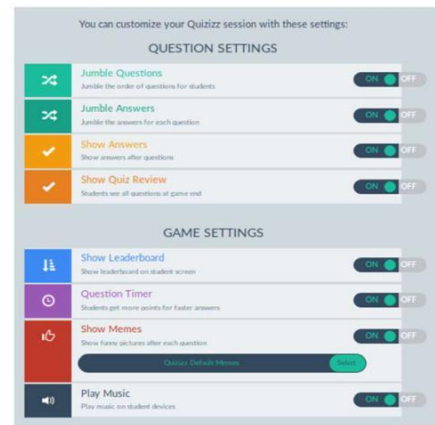 You can customize your Quizizz session with these settings:
QUESTION SETTINGS
Jumble Questions
Jumble the order of questions for students
ON OFF
Jumble Answers
Jumble the answers for each question
ON OFF
Show Answers
Show answers after questions
ON OFF
Show Quiz Review
Students see all questions at game end
ON OFF
GAME SETTINGS
Show Leaderboard
Show leaderboard on student screen
ON OFF
Question Timer
Students get more points for faster answers
ON OFF
Show Memes
Show funny pictures after each question
ON OFF
Quizizz Default Memes Select
Play Music
Play music on student devices
ON OFF